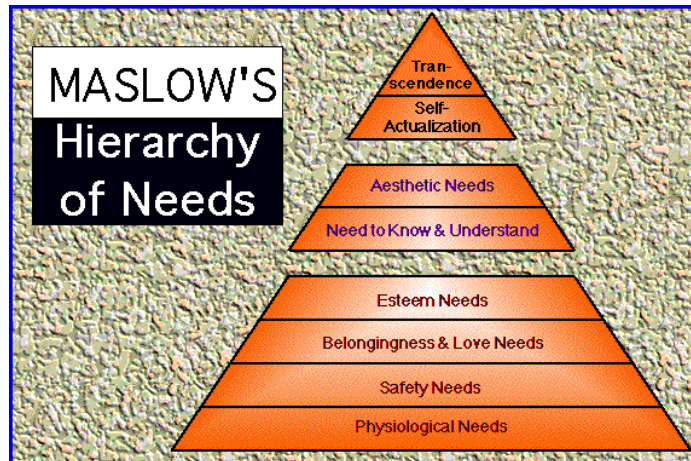 MASLOW'S
Hierarchy
of Needs
Tran-
scendence
Self-
Actualization
Aesthetic Needs
Need to Know & Understand
Esteem Needs
Belongingness & Love Needs
Safety Needs
Physiological Needs